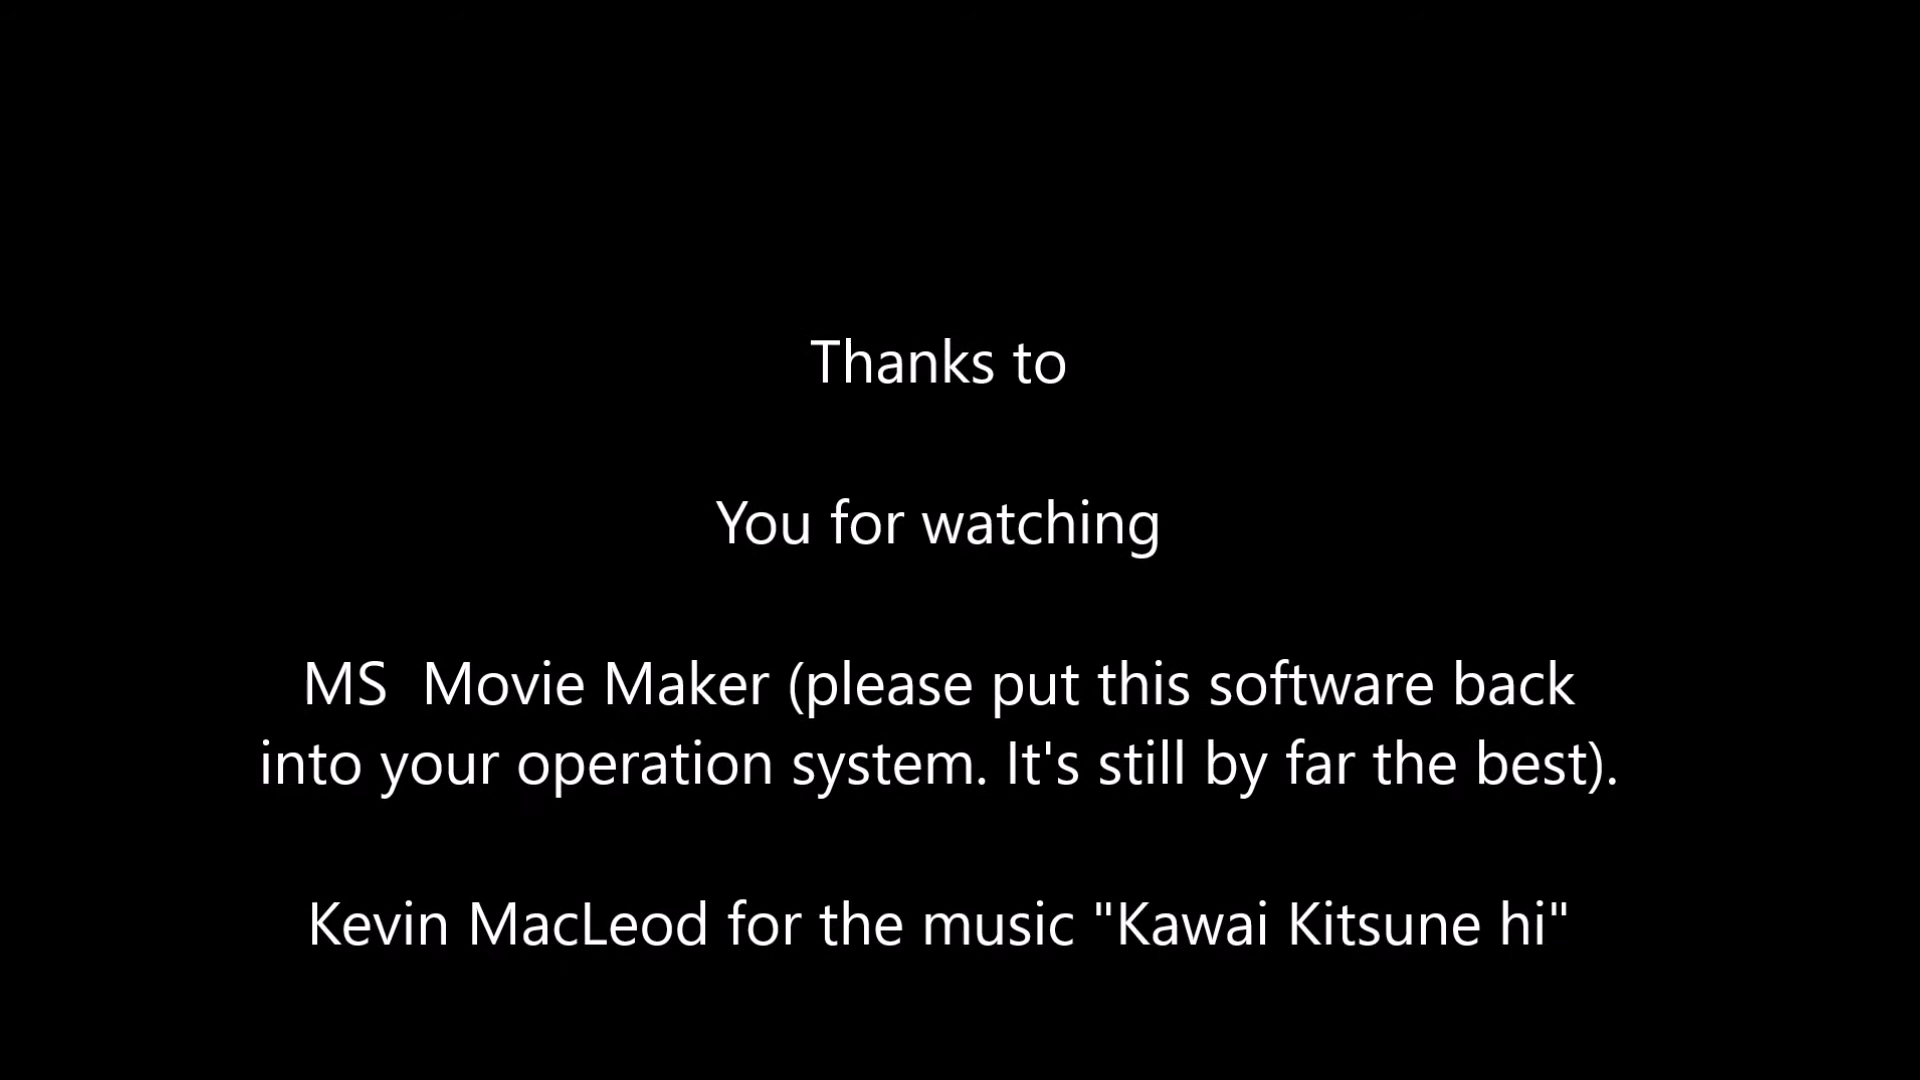 Thanks to
You for watching
MS  Movie Maker (please put this software back
into your operation system. It's still by far the best).
Kevin MacLeod for the music "Kawai Kitsune hi"